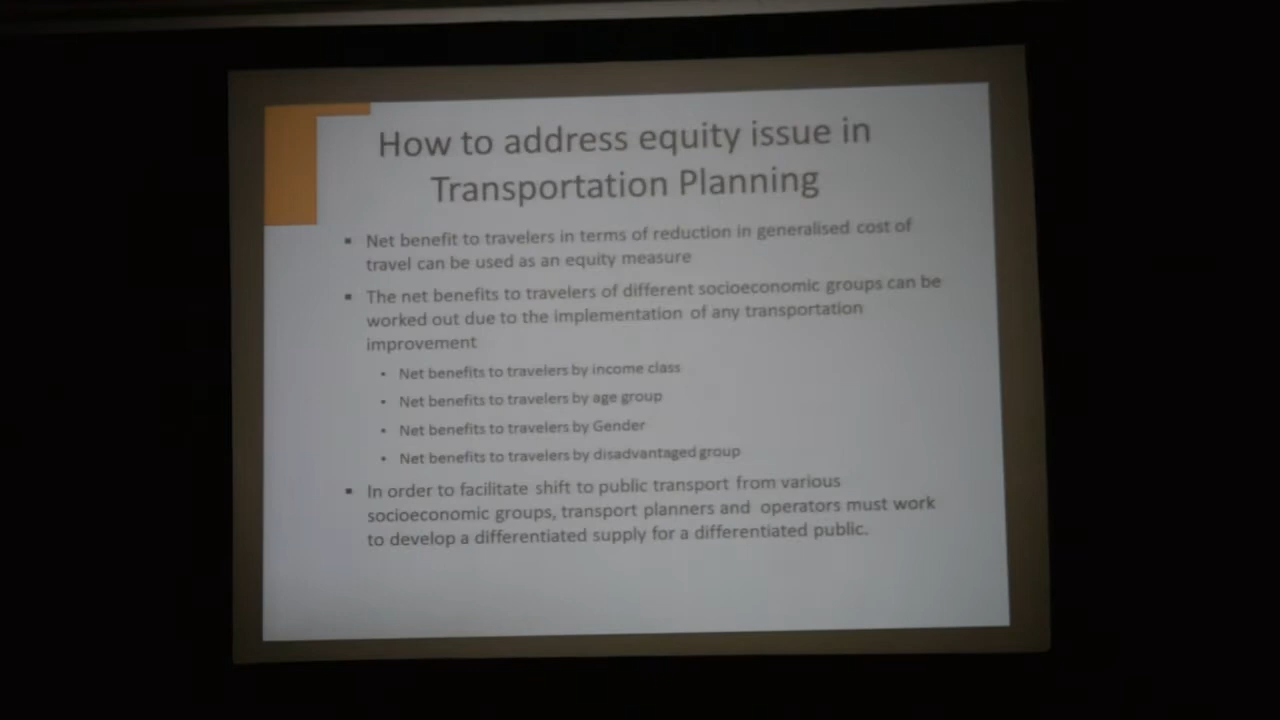 How to address equity issue in
Transportation Planning
▪ Net benefit to travelers in terms of reduction in generalised cost of
travel can be used as an equity measure
▪ The net benefits to travelers of different socioeconomic groups can be
worked out due to the implementation of any transportation
improvement
• Net benefits to travelers by income class
• Net benefits to travelers by age group
• Net benefits to travelers by Gender
• Net benefits to travelers by disadvantaged group
▪ In order to facilitate shift to public transport from various
socioeconomic groups, transport planners and operators must work
to develop a differentiated supply for a differentiated public.